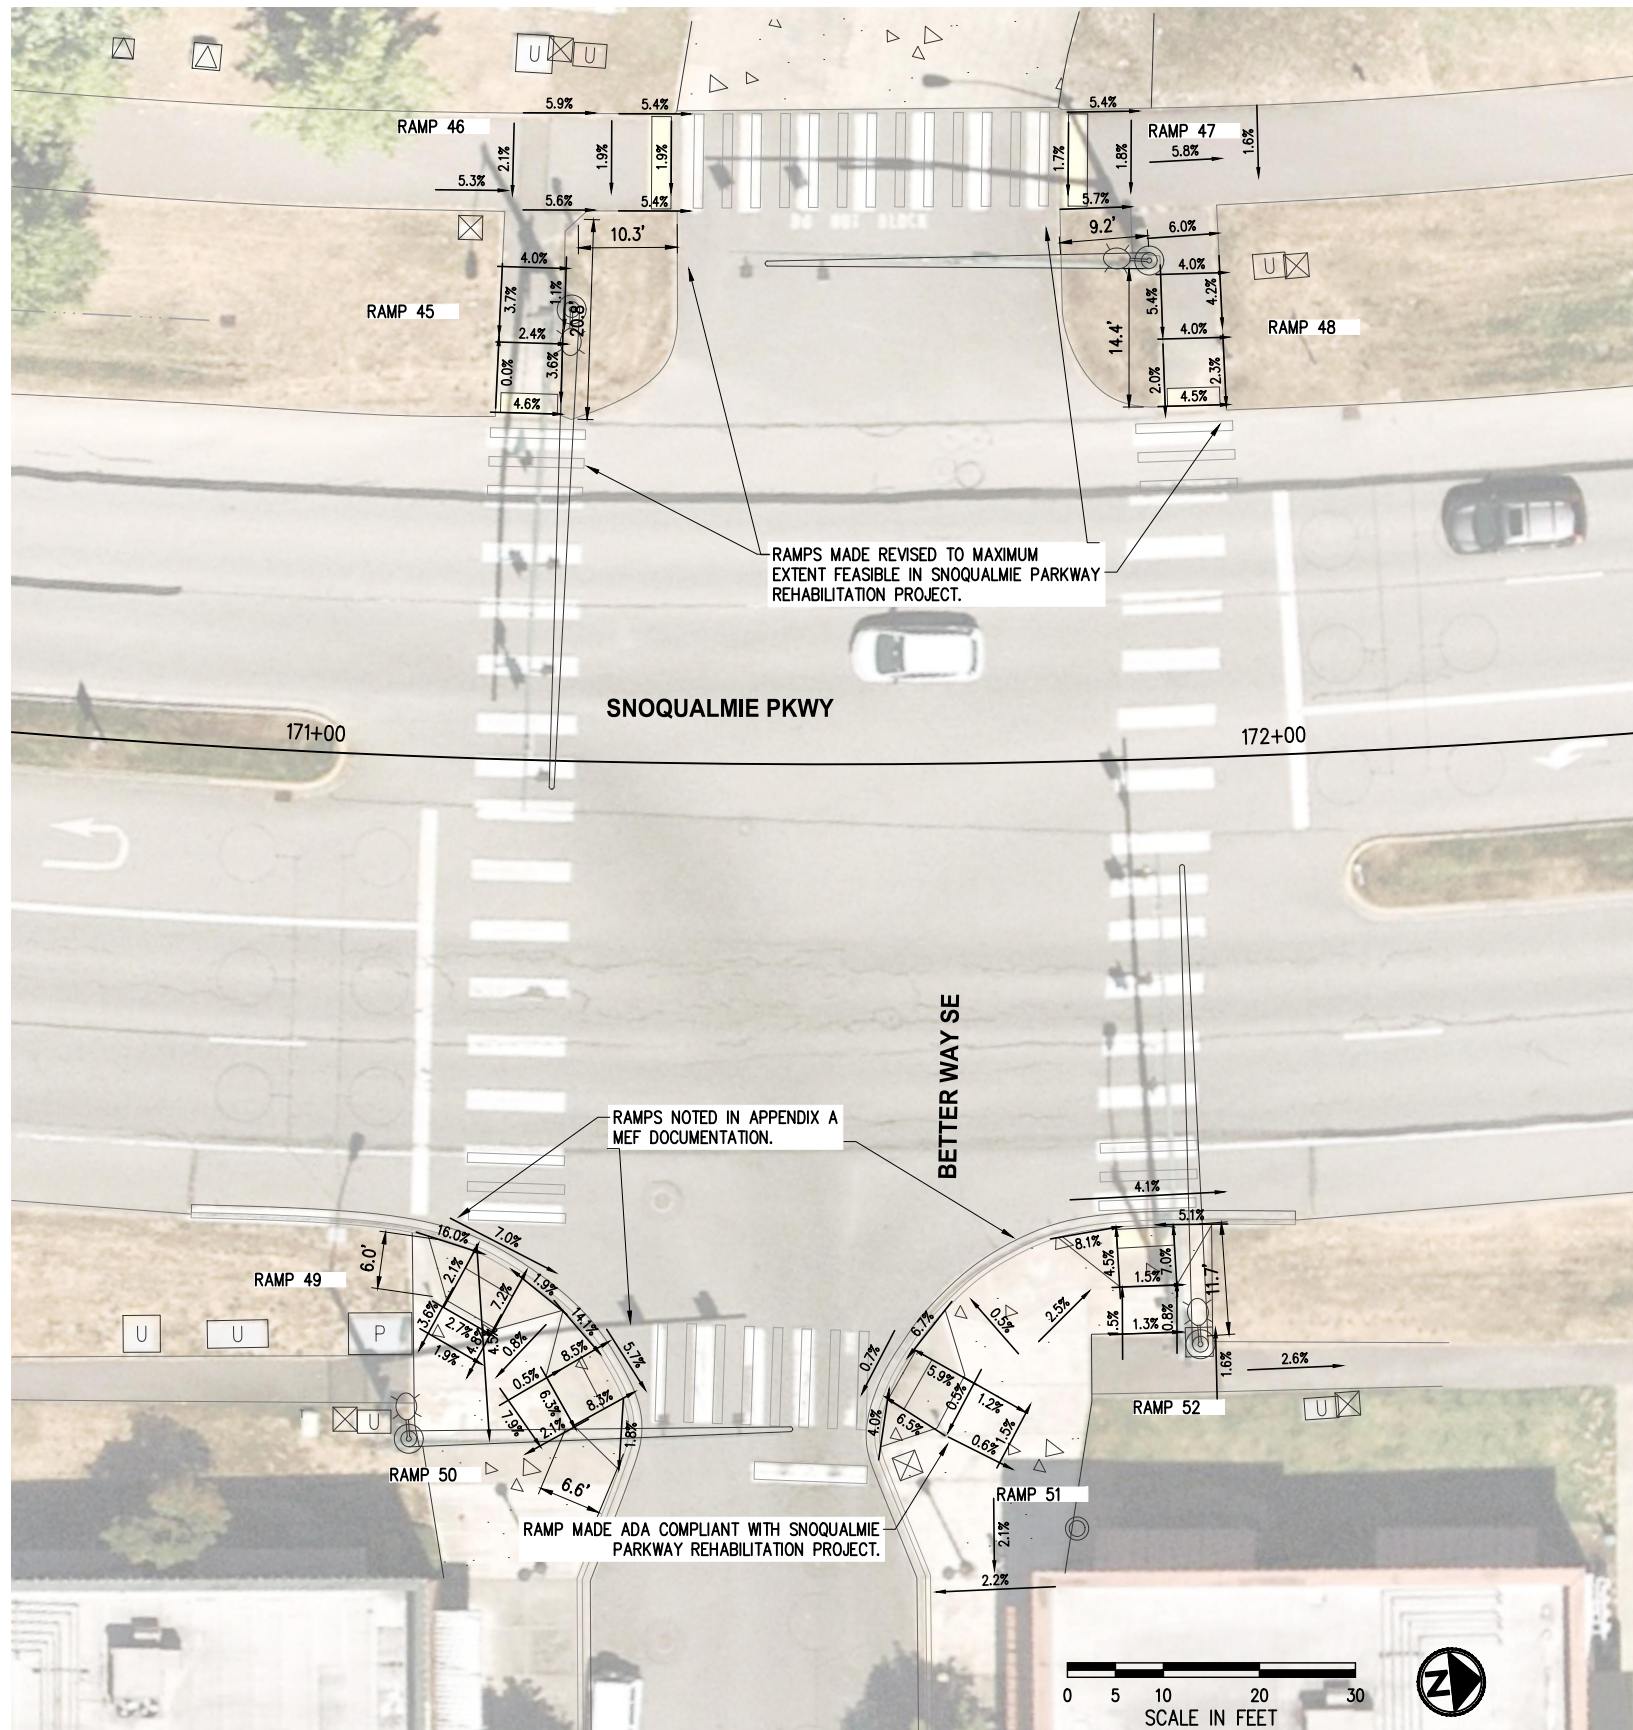 U U
5.9% 5.4% 5.4%
RAMP 46 RAMP 47
2.1% 1.9% 1.9% 1.7% 1.8% 5.8% 1.6%
5.3%
5.6% 5.4% 5.7%
10.3' 9.2' 6.0%
4.0% 4.0% U
3.7% 1.1% 5.4% 4.2%
RAMP 45 20.8' RAMP 48
2.4% 14.4' 4.0%
0.0% 3.6% 2.0% 2.3%
4.6% 4.5%
RAMPS MADE REVISED TO MAXIMUM
EXTENT FEASIBLE IN SNOQUALMIE PARKWAY
REHABILITATION PROJECT.
SNOQUALMIE PKWY
171+00 172+00
BETTER WAY SE
RAMPS NOTED IN APPENDIX A
MEF DOCUMENTATION.
4.1%
5.1%
16.0% 7.0% 8.1% 4.5% 7.0%
6.0' 2.1% 1.5% 11.7'
RAMP 49 7.2% 1.9%
3.6% 2.7% 4.8% 4.5% 0.8% 14.1% 6.7% 0.5% 2.5% 1.5% 1.3% 0.8%
U U P
1.9% 8.5% 5.7% 0.7% 1.6% 2.6%
0.5% 6.3% 8.3% 5.9% 0.5% 1.2%
7.9% 2.1% 1.8% 4.0% 6.5% 0.6% 1.5%
U RAMP 52 U
RAMP 50
6.6' RAMP 51
RAMP MADE ADA COMPLIANT WITH SNOQUALMIE
PARKWAY REHABILITATION PROJECT.
2.1%
2.2%
0 5 10 20 30
SCALE IN FEET
N